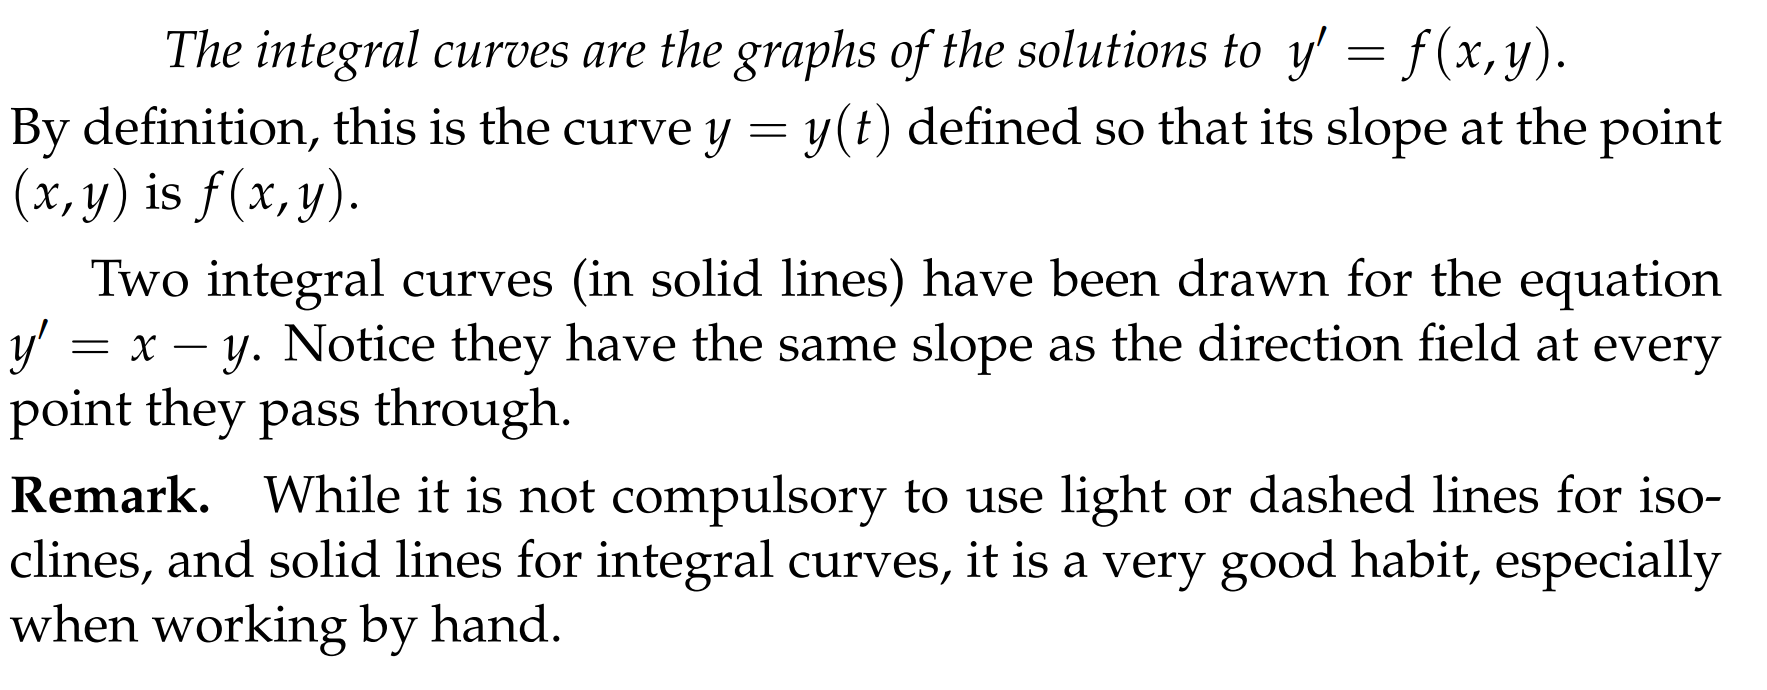 The integral curves are the graphs of the solutions to y′ = f(x, y).
By definition, this is the curve y = y(t) defined so that its slope at the point
(x, y) is f(x, y).
Two integral curves (in solid lines) have been drawn for the equation
y′ = x − y. Notice they have the same slope as the direction field at every
point they pass through.
Remark. While it is not compulsory to use light or dashed lines for iso-
clines, and solid lines for integral curves, it is a very good habit, especially
when working by hand.